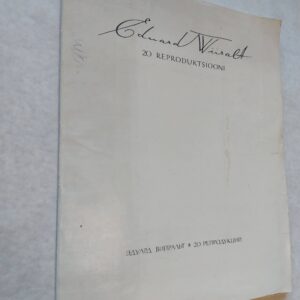 Eduard Wiiralt
20 REPRODUKTSIOONI
ЭДУАРД ВИЙРАЛЬТ * 20 РЕПРОДУКЦИЙ